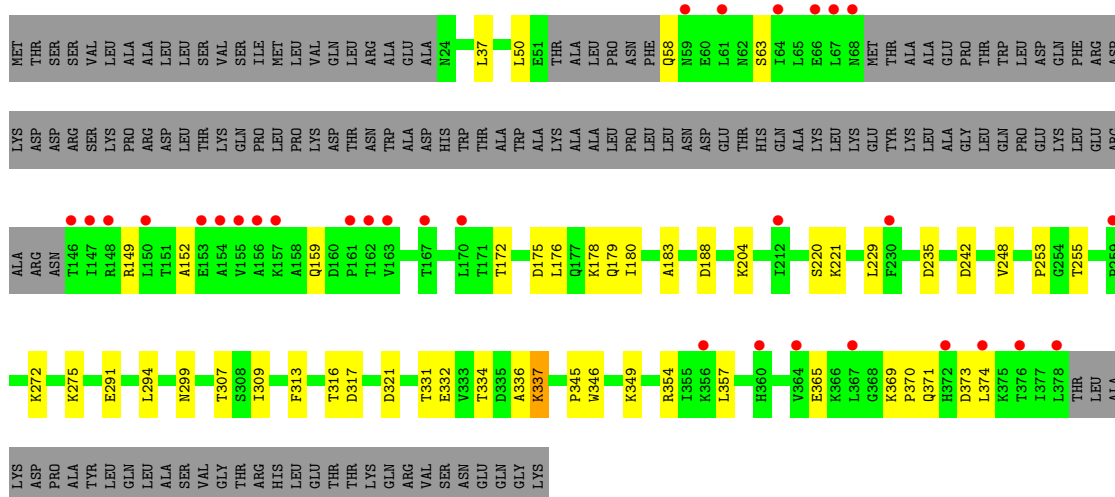 MET THR SER SER VAL LEU ALA ALA LEU LEU SER VAL SER ILE MET LEU VAL GLN LEU ARG ALA GLU ALA N24 L37 L50 E51 THR ALA LEU PRO ASN PHE Q58 N59 E60 L61 N62 S63 I64 L65 E66 L67 K68 MET THR ALA ALA GLU PRO THR TRP LEU ASP GLN PHE ARG ASP
LYS ASP ASP ARG SER LYS PRO ARG ASP LEU THR LYS GLN PRO LEU MET LEU PRO LYS ASP THR ASN TRP ALA ASP HIS TRP THR ALA TRP ALA LYS ALA ALA LEU PRO LEU LEU ASN ASP GLU THR HIS GLN ALA LYS LEU LYS GLU TYR LYS LEU ALA GLY LEU GLN PRO GLU LYS LEU GLU ARG
ALA ARG ASN T146 I147 R148 R149 L150 T151 A152 E153 A154 V155 A156 K157 A158 Q159 D160 P161 T162 V163 T167 L170 T171 T172 D175 L176 Q177 K178 Q179 I180 A183 D188 K204 I212 S220 K221 L229 F230 D235 D242 V248 P253 G254 T255
K272 K275 E291 L294 N299 T307 S308 I309 F313 T316 D317 D321 T331 E332 V333 T334 D335 A336 K337 P345 W346 K349 R354 I355 K356 L357 H360 V364 E365 K366 L367 G368 K369 P370 Q371 H372 D373 L374 K375 T376 I377 L378 THR LEU ALA
LYS ASP PRO ALA TYR LEU GLN LEU ALA SER VAL GLY THR ARG HIS LEU GLU THR THR LYS GLN ARG VAL SER ASN GLU GLN GLY LYS